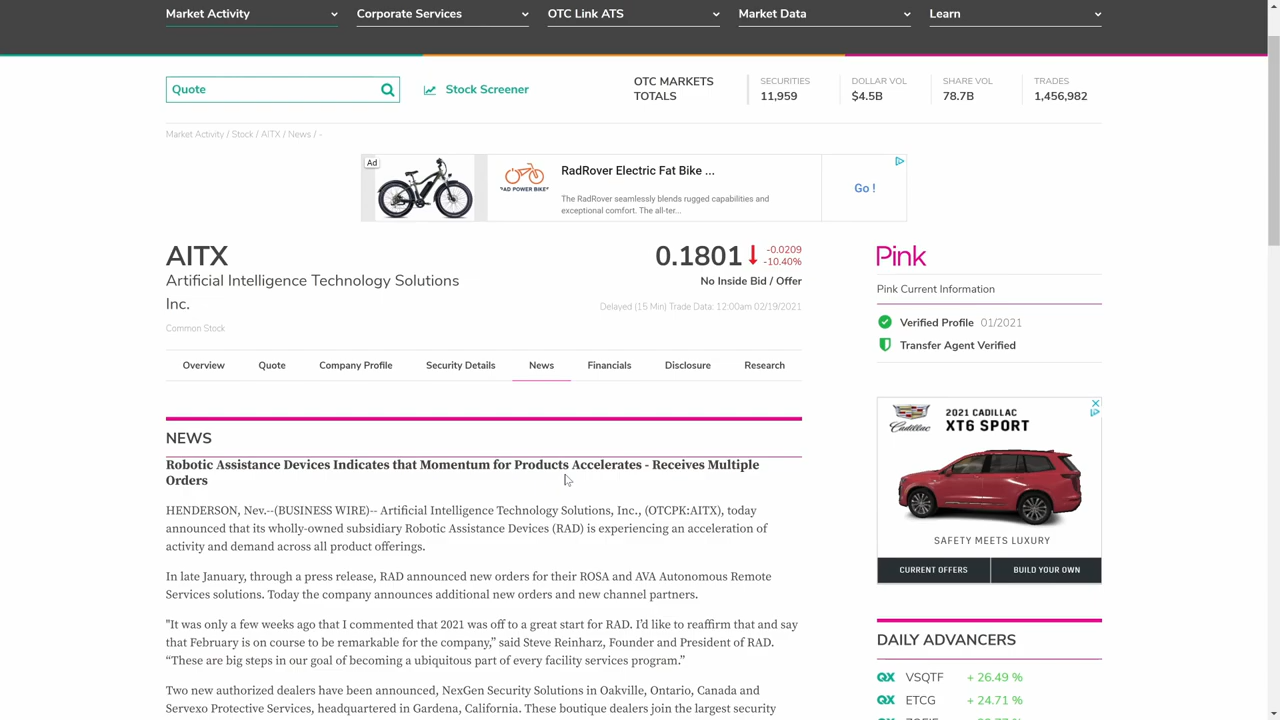 Market Activity
Corporate Services
OTC Link ATS
Market Data
Learn
Quote
Stock Screener
OTC MARKETS
TOTALS
SECURITIES
11,959
DOLLAR VOL
$4.5B
SHARE VOL
78.7B
TRADES
1,456,982
Market Activity / Stock / AITX / News / -
Ad
RAD POWER BIKE
RadRover Electric Fat Bike ...
The RadRover seamlessly blends rugged capabilities and
exceptional comfort. The all-ter...
Go !
AITX
Artificial Intelligence Technology Solutions
Inc.
Common Stock
0.1801
-0.0209
-10.40%
No Inside Bid / Offer
Delayed (15 Min) Trade Data: 12:00am 02/19/2021
Pink
Pink Current Information
Verified Profile 01/2021
Transfer Agent Verified
Overview
Quote
Company Profile
Security Details
News
Financials
Disclosure
Research
NEWS
Robotic Assistance Devices Indicates that Momentum for Products Accelerates - Receives Multiple
Orders
HENDERSON, Nev.--(BUSINESS WIRE)-- Artificial Intelligence Technology Solutions, Inc., (OTCPK:AITX), today
announced that its wholly-owned subsidiary Robotic Assistance Devices (RAD) is experiencing an acceleration of
activity and demand across all product offerings.
In late January, through a press release, RAD announced new orders for their ROSA and AVA Autonomous Remote
Services solutions. Today the company announces additional new orders and new channel partners.
"It was only a few weeks ago that I commented that 2021 was off to a great start for RAD. I'd like to reaffirm that and say
that February is on course to be remarkable for the company,” said Steve Reinharz, Founder and President of RAD.
“These are big steps in our goal of becoming a ubiquitous part of every facility services program.”
Two new authorized dealers have been announced, NexGen Security Solutions in Oakville, Ontario, Canada and
Servexo Protective Services, headquartered in Gardena, California. These boutique dealers join the largest security
Cadillac
2021 CADILLAC
XT6 SPORT
SAFETY MEETS LUXURY
CURRENT OFFERS
BUILD YOUR OWN
DAILY ADVANCERS
QX VSQTF + 26.49 %
QX ETCG + 24.71 %